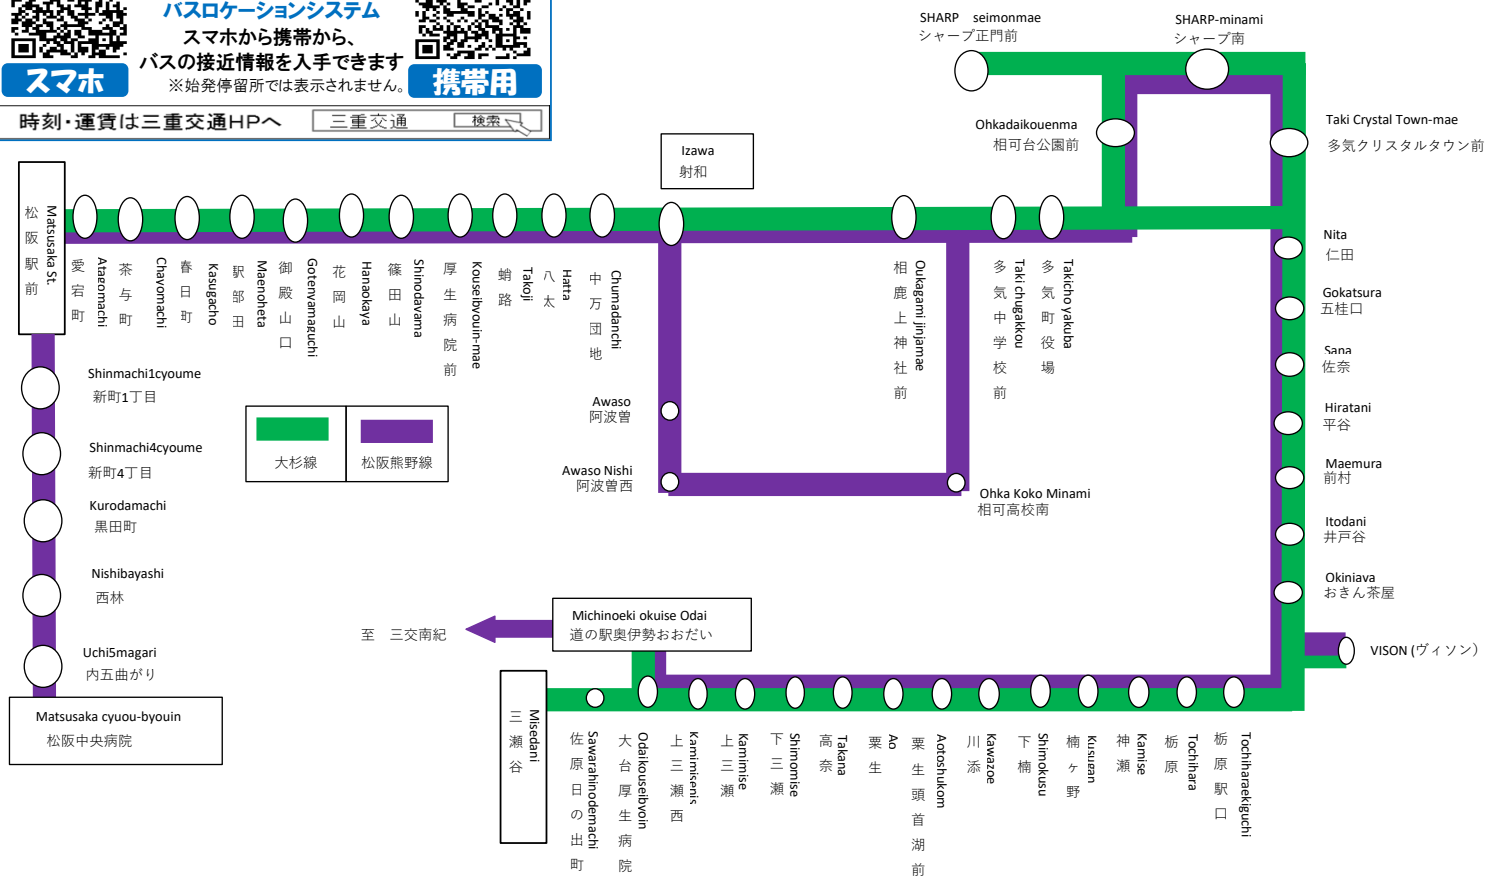 バスロケーションシステム
スマホから携帯から、
バスの接近情報を入手できます
※始発停留所では表示されません。
スマホ
携帯用
時刻・運賃は三重交通HPへ
三重交通
検索
SHARP seimonmae
シャープ正門前
SHARP-minami
シャープ南
Ohkadaikouenma
相可台公園前
Taki Crystal Town-mae
多気クリスタルタウン前
Izawa
射和
Matsusaka St.
松阪駅前
愛宕町
Atagomachi
茶与町
Chayomachi
春日町
Kasugacho
駅部田
Maenoheta
御殿山口
Gotenyamaguchi
花岡山
Hanaokaya
篠田山
Shinodayama
厚生病院前
Kouseibyouin-mae
蛸路
Takoji
八太
Hatta
中万団地
Chumadanchi
相鹿上神社前
Oukagami jinjamae
多気中学校前
Taki chugakkou
多気町役場
Takicho yakuba
Nita
仁田
Gokatsura
五桂口
Sana
佐奈
Hiratani
平谷
Maemura
前村
Itodani
井戸谷
Okiniava
おきん茶屋
VISON (ヴィソン)
Shinmachi1cyoume
新町1丁目
Shinmachi4cyoume
新町4丁目
Kurodamachi
黒田町
Nishibayashi
西林
Uchi5magari
内五曲がり
Matsusaka cyuou-byouin
松阪中央病院
大杉線
松阪熊野線
Awaso
阿波曽
Awaso Nishi
阿波曽西
Ohka Koko Minami
相可高校南
至 三交南紀
Michinoeki okuise Odai
道の駅奥伊勢おおだい
三瀬谷
Misedani
佐原日の出町
Sawarahinodemachi
大台厚生病院
Odaikouseibyoin
上三瀬西
Kamimisenis
上三瀬
Kamimise
下三瀬
Shimomise
高奈
Takana
栗生
Ao
栗生頭首湖前
Aotoshukom
川添
Kawazoe
下楠
Shimokusu
楠ヶ野
Kusugan
神瀬
Kamise
栃原
Tochihara
栃原駅口
Tochiharaekiguchi